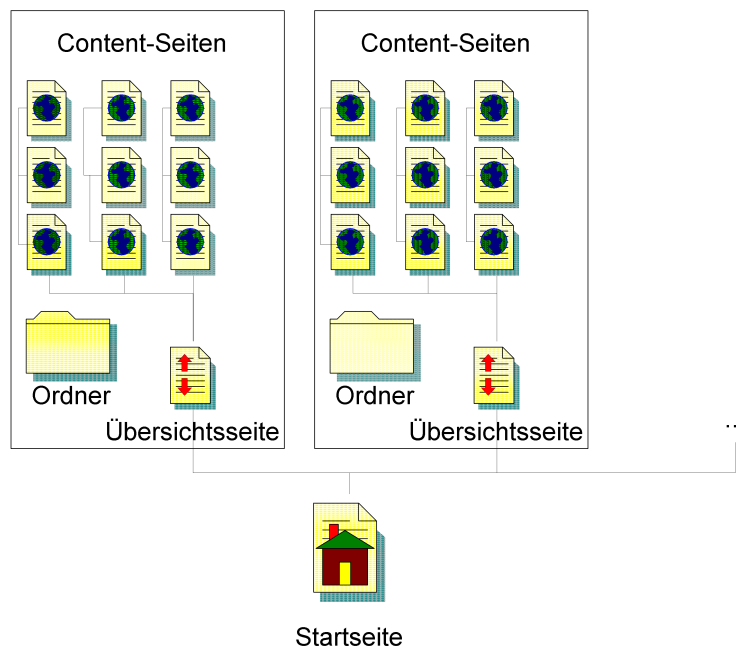 Content-Seiten
Content-Seiten
Ordner
Ordner
Übersichtsseite
Übersichtsseite
..
Startseite